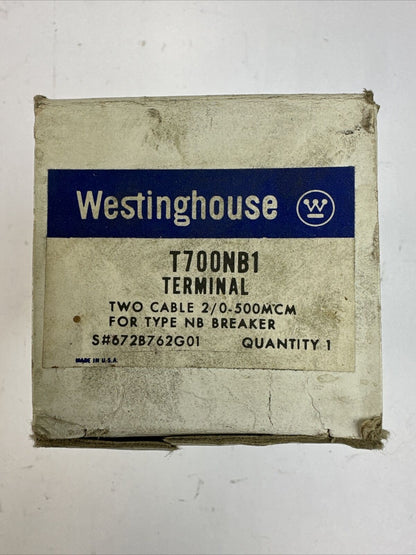 Westinghouse
T700NB1
TERMINAL
TWO CABLE 2/0-500MCM
FOR TYPE NB BREAKER
S#672B762G01 QUANTITY 1
MADE IN U.S.A.